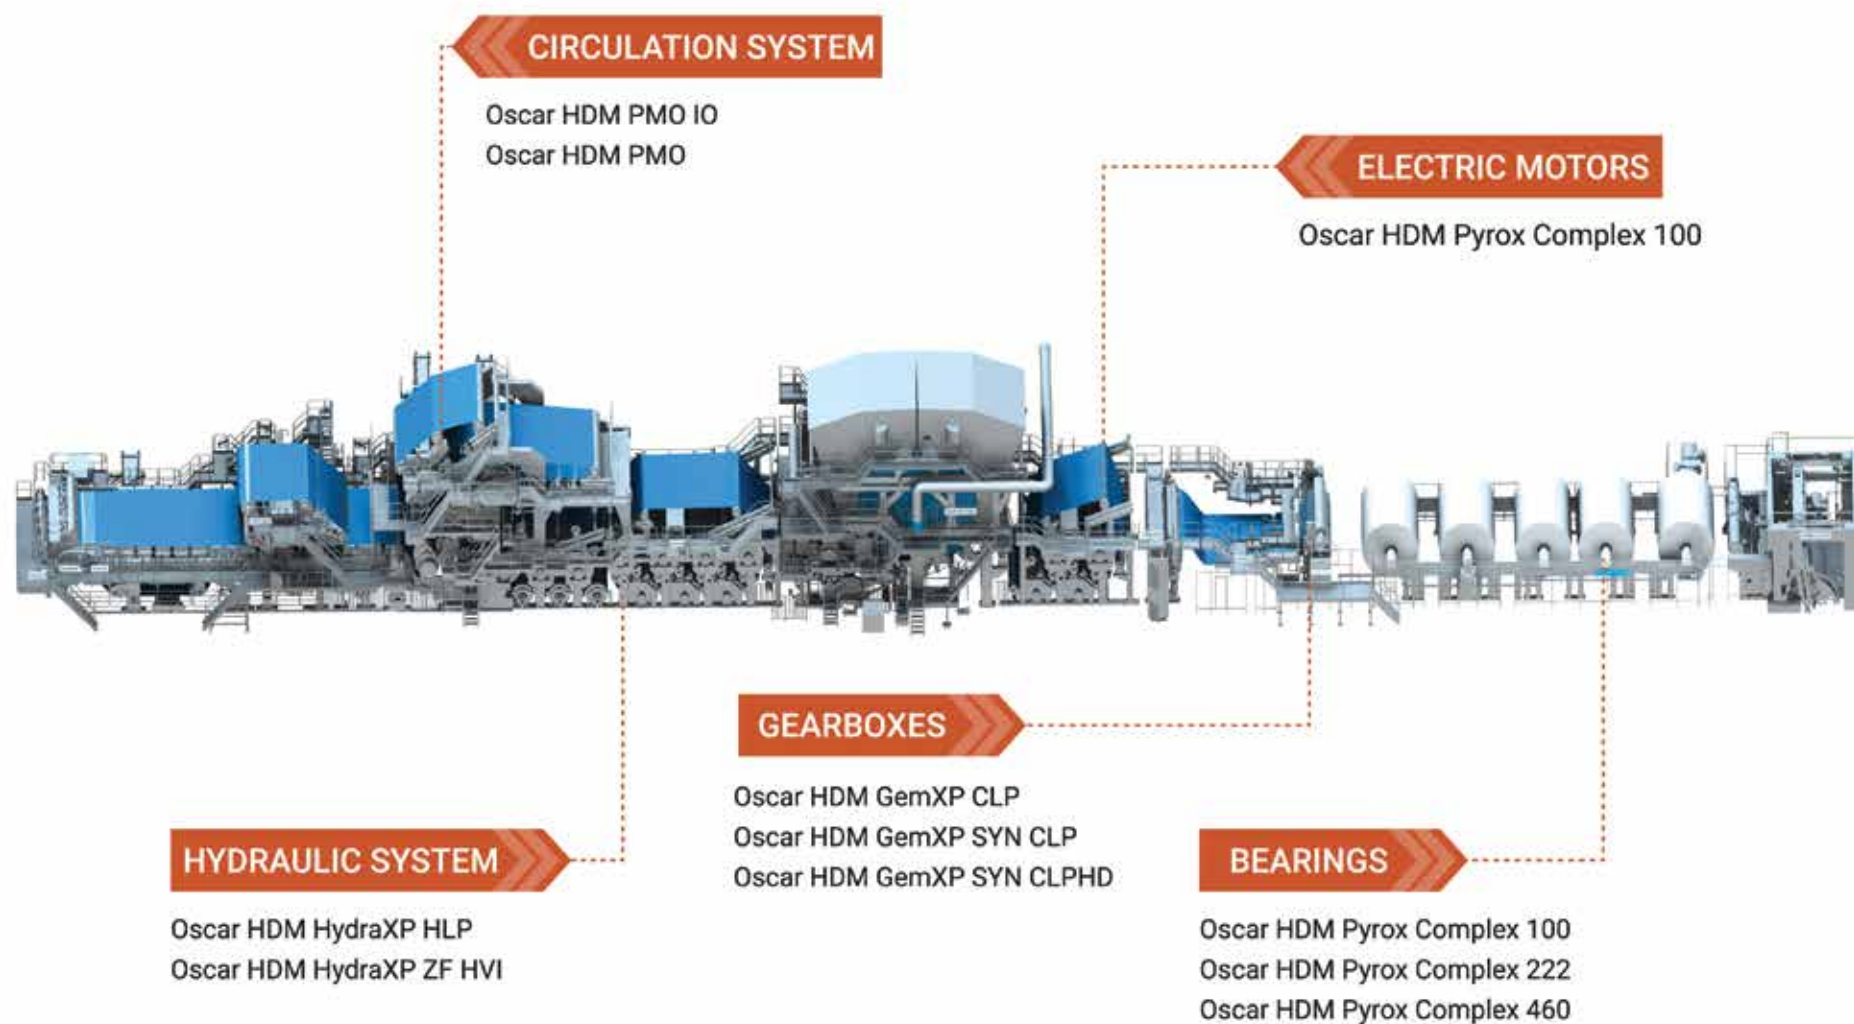 CIRCULATION SYSTEM
Oscar HDM PMO IO
Oscar HDM PMO
ELECTRIC MOTORS
Oscar HDM Pyrox Complex 100
GEARBOXES
Oscar HDM GemXP CLP
Oscar HDM GemXP SYN CLP
Oscar HDM GemXP SYN CLPHD
HYDRAULIC SYSTEM
Oscar HDM HydraXP HLP
Oscar HDM HydraXP ZF HVI
BEARINGS
Oscar HDM Pyrox Complex 100
Oscar HDM Pyrox Complex 222
Oscar HDM Pyrox Complex 460